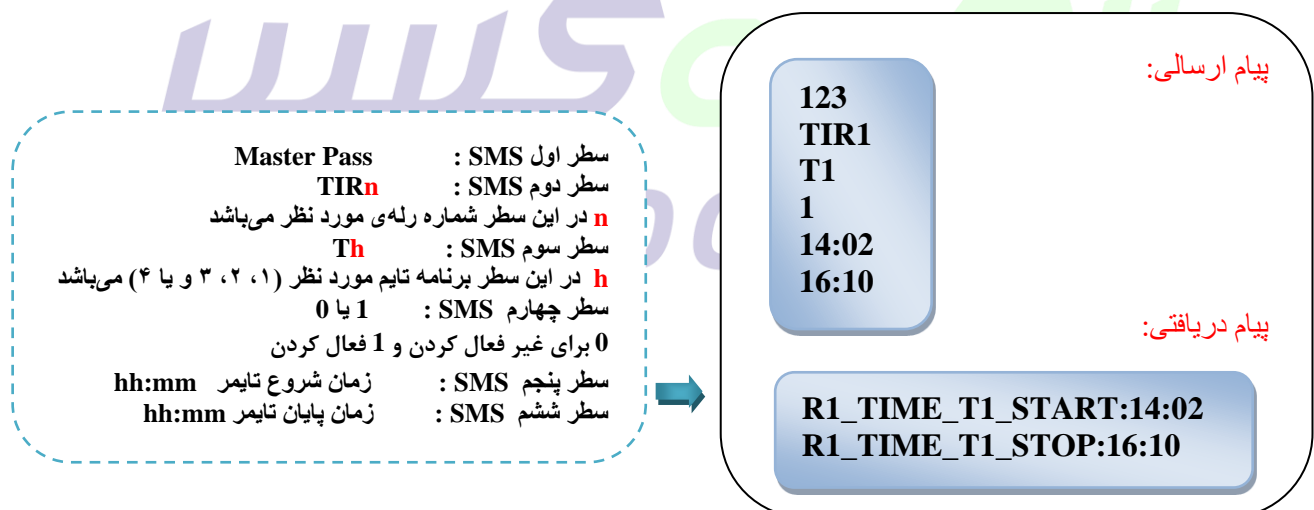 سطر اول SMS : Master Pass
سطر دوم SMS : TIRn
n در این سطر شماره رله‌ی مورد نظر می‌باشد
سطر سوم SMS : Th
h در این سطر برنامه تایم مورد نظر (۱، ۲، ۳ و یا ۴) می‌باشد
سطر چهارم SMS : 1 یا 0
0 برای غیر فعال کردن و 1 فعال کردن
سطر پنجم SMS : زمان شروع تایمر hh:mm
سطر ششم SMS : زمان پایان تایمر hh:mm
پیام ارسالی:
123
TIR1
T1
1
14:02
16:10
پیام دریافتی:
R1_TIME_T1_START:14:02
R1_TIME_T1_STOP:16:10